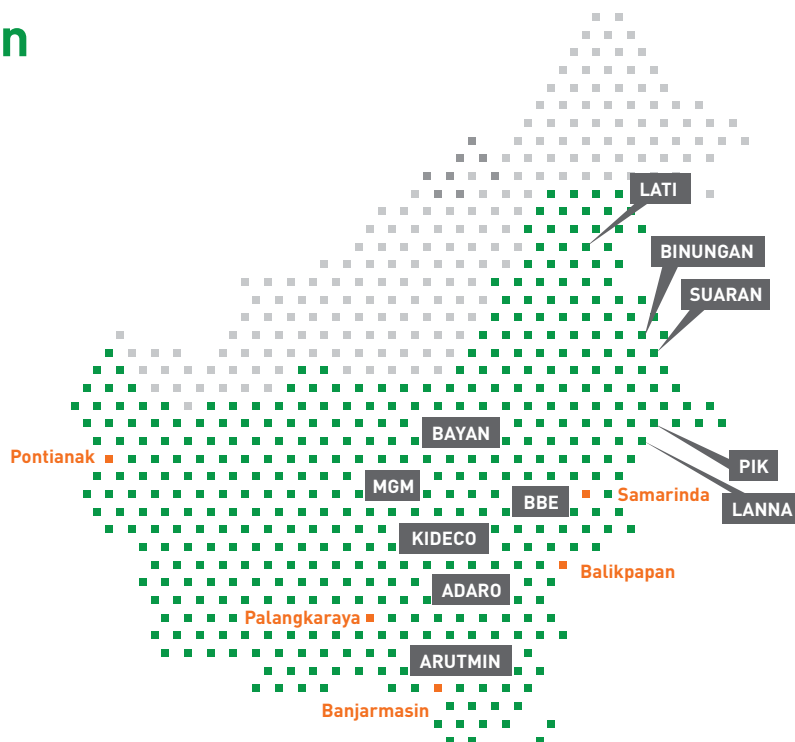 n
LATI
BINUNGAN
SUARAN
BAYAN
Pontianak
PIK
MGM
Samarinda
BBE
LANNA
KIDECO
Balikpapan
ADARO
Palangkaraya
ARUTMIN
Banjarmasin